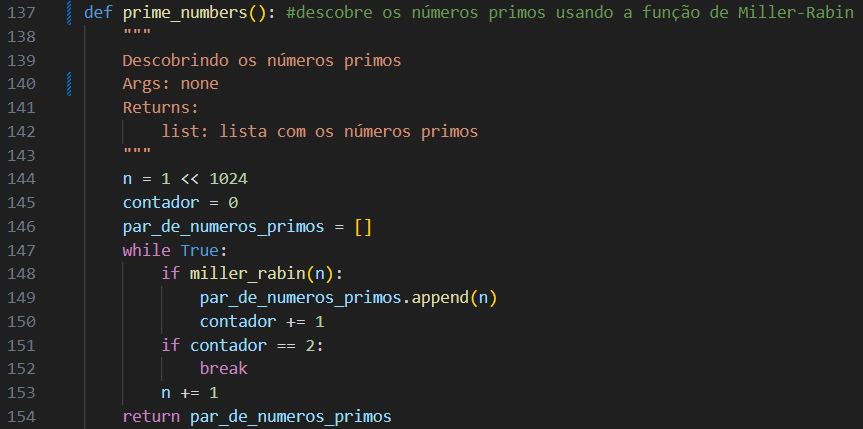 137 def prime_numbers(): #descobre os números primos usando a função de Miller-Rabin
138 """
139 Descobrindo os números primos
140 Args: none
141 Returns:
142 list: lista com os números primos
143 """
144 n = 1 << 1024
145 contador = 0
146 par_de_numeros_primos = []
147 while True:
148 if miller_rabin(n):
149 par_de_numeros_primos.append(n)
150 contador += 1
151 if contador == 2:
152 break
153 n += 1
154 return par_de_numeros_primos